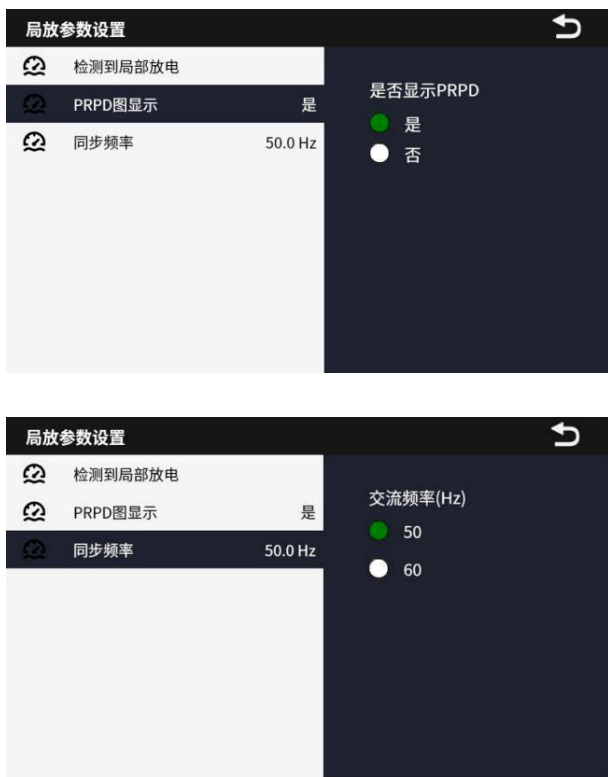 局放参数设置
检测到局部放电
PRPD图显示 是
同步频率 50.0 Hz
是否显示PRPD
是
否
局放参数设置
检测到局部放电
PRPD图显示 是
同步频率 50.0 Hz
交流频率(Hz)
50
60